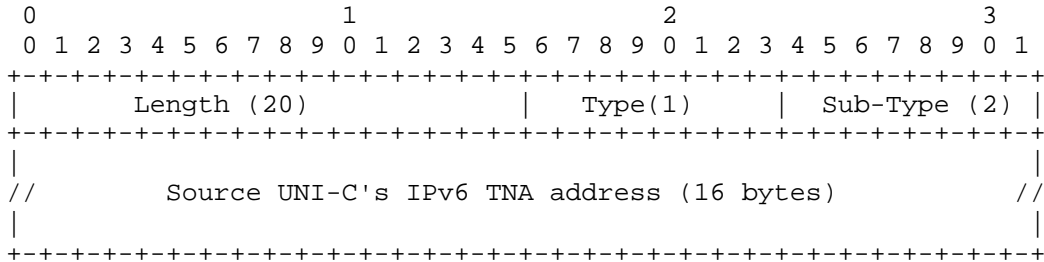 0                   1                   2                   3
 0 1 2 3 4 5 6 7 8 9 0 1 2 3 4 5 6 7 8 9 0 1 2 3 4 5 6 7 8 9 0 1
+-+-+-+-+-+-+-+-+-+-+-+-+-+-+-+-+-+-+-+-+-+-+-+-+-+-+-+-+-+-+-+-+
|       Length (20)             |   Type(1)     |  Sub-Type (2) |
+-+-+-+-+-+-+-+-+-+-+-+-+-+-+-+-+-+-+-+-+-+-+-+-+-+-+-+-+-+-+-+-+
|                                                               |
//        Source UNI-C's IPv6 TNA address (16 bytes)           //
|                                                               |
+-+-+-+-+-+-+-+-+-+-+-+-+-+-+-+-+-+-+-+-+-+-+-+-+-+-+-+-+-+-+-+-+